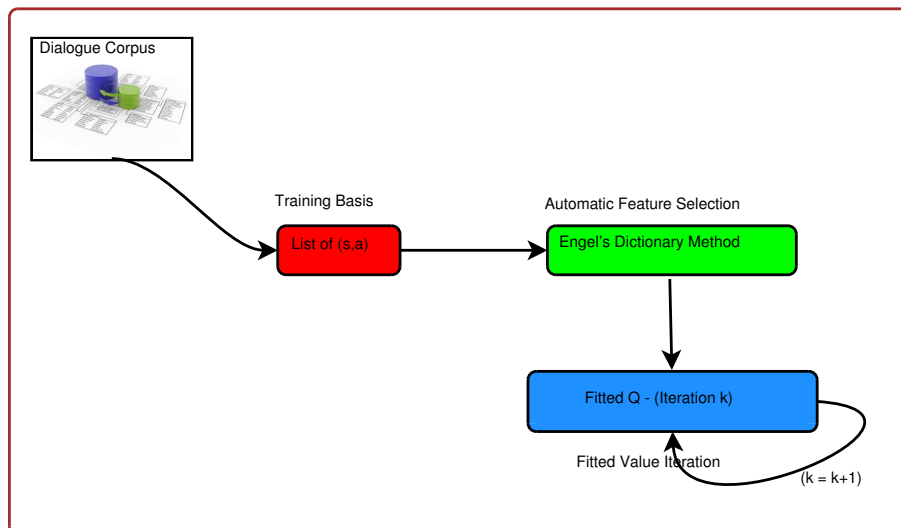 Dialogue Corpus
Training Basis
List of (s,a)
Automatic Feature Selection
Engel's Dictionary Method
Fitted Q - (Iteration k)
Fitted Value Iteration
(k = k+1)